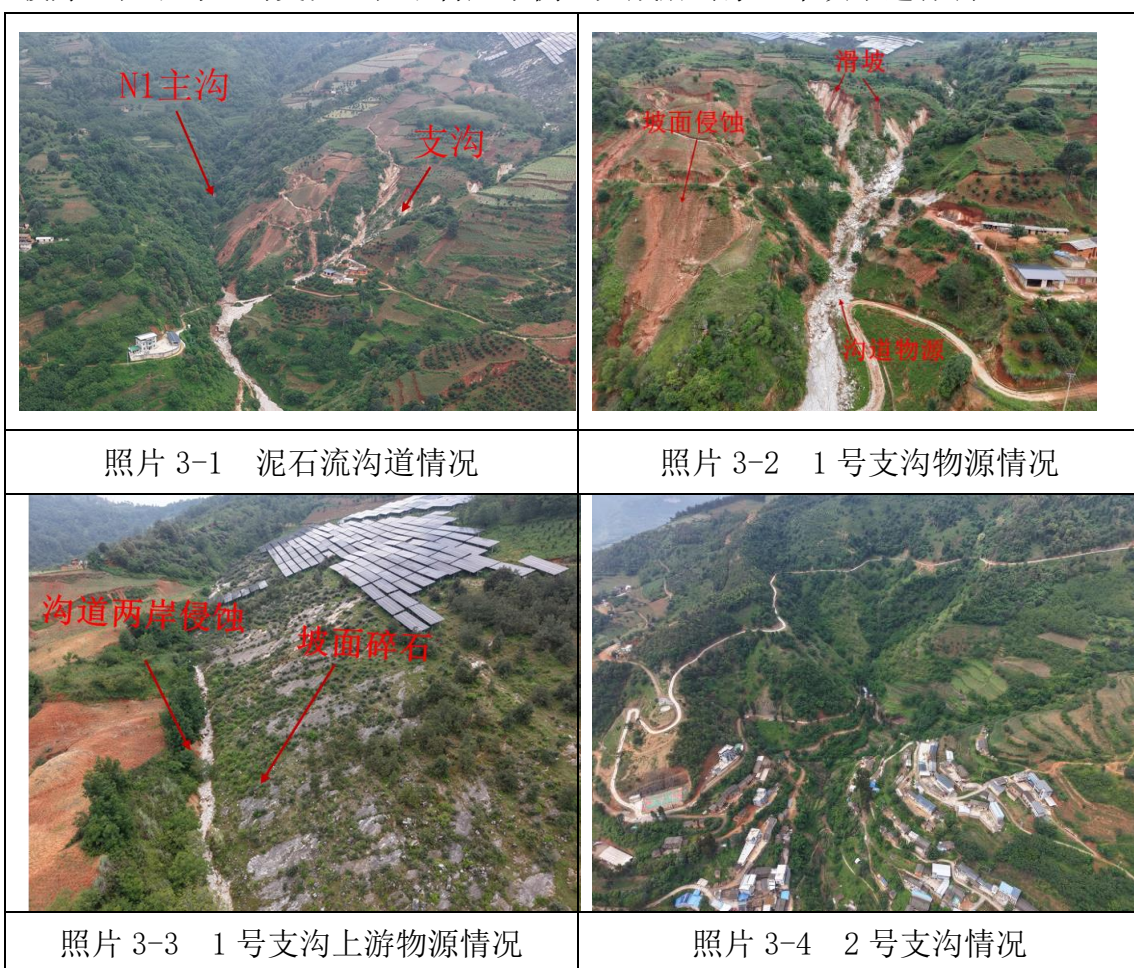 N1主沟
支沟
滑坡
坡面侵蚀
沟道物源
照片 3-1 泥石流沟道情况
照片 3-2 1 号支沟物源情况
沟道两岸侵蚀
坡面碎石
照片 3-3 1 号支沟上游物源情况
照片 3-4 2 号支沟情况